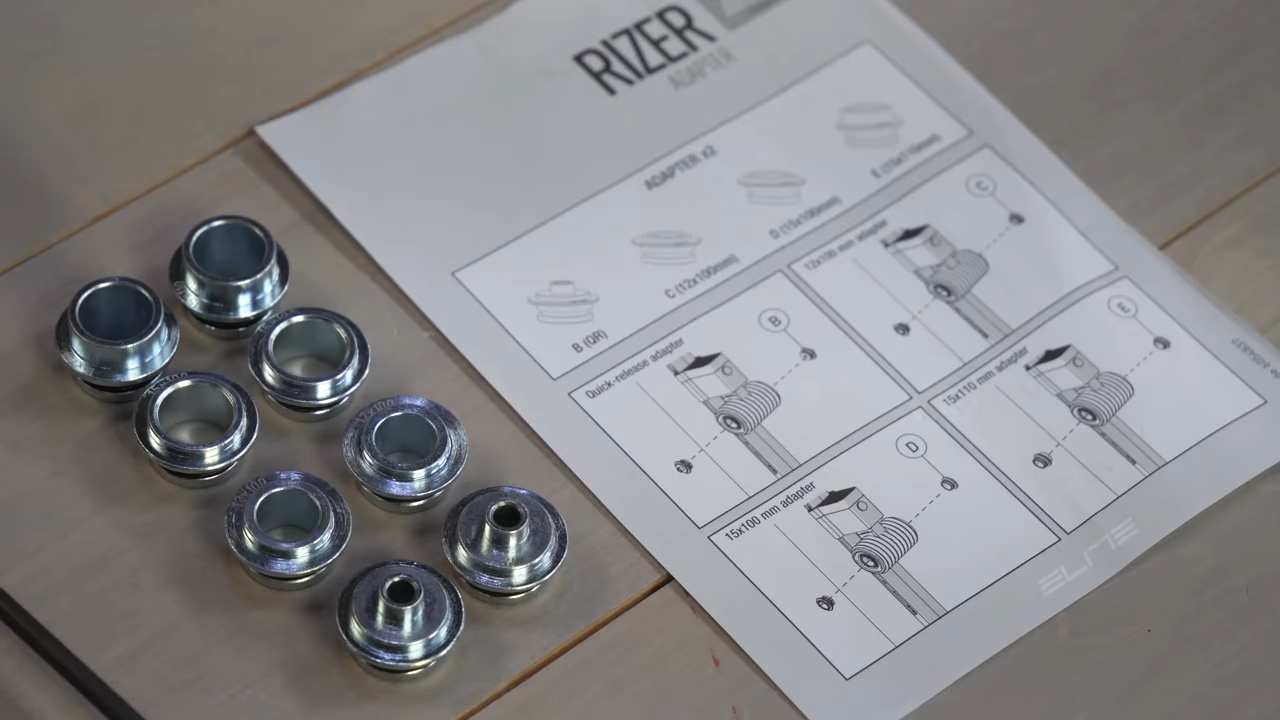 RIZER
ADAPTER
ADAPTER x2
B (QR)
C (12x100mm)
D (15x100mm)
E (15x110mm)
Quick-release adapter
B
12x100 mm adapter
C
15x100 mm adapter
D
15x110 mm adapter
E
ELITE